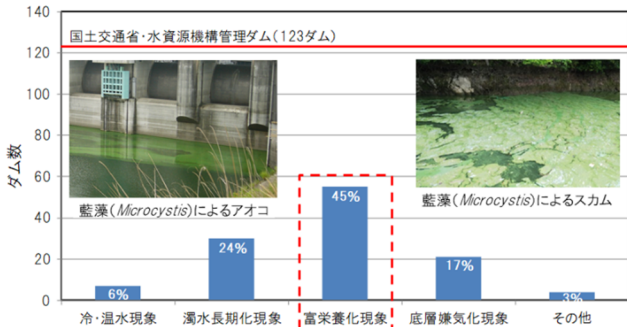 140
120
100
80
60
40
20
0
ダム数
国土交通省・水資源機構管理ダム(123ダム)
藍藻(Microcystis)によるアオコ
藍藻(Microcystis)によるスカム
6%
24%
45%
17%
3%
冷・温水現象
濁水長期化現象
富栄養化現象
底層嫌気化現象
その他